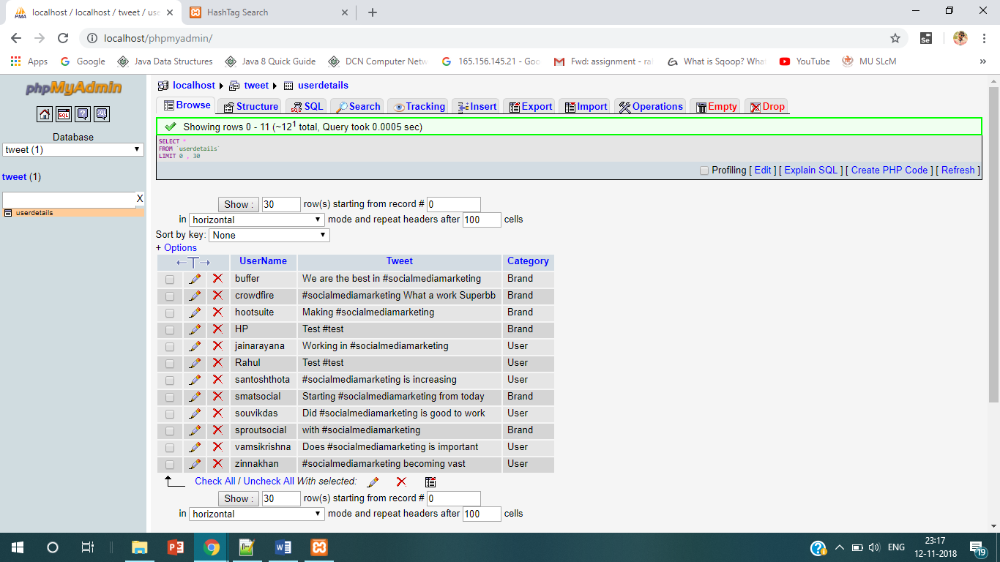 localhost / localhost / tweet / use
HashTag Search
localhost/phpmyadmin/
Apps Google Java Data Structures Java 8 Quick Guide DCN Computer Netw 165.156.145.21 - Goo Fwd: assignment - ra What is Sqoop? Wha YouTube MU SLcM
phpMyAdmin
Database
tweet (1)
tweet (1)
X
userdetails
localhost tweet userdetails
Browse Structure SQL Search Tracking Insert Export Import Operations Empty Drop
Showing rows 0 - 11 (~12¹ total, Query took 0.0005 sec)
SELECT *
FROM `userdetails`
LIMIT 0 , 30
Profiling [ Edit ] [ Explain SQL ] [ Create PHP Code ] [ Refresh ]
Show : 30 row(s) starting from record # 0
in horizontal mode and repeat headers after 100 cells
Sort by key: None
+ Options
←T→ UserName Tweet Category
buffer We are the best in #socialmediamarketing Brand
crowdfire #socialmediamarketing What a work Superbb Brand
hootsuite Making #socialmediamarketing Brand
HP Test #test Brand
jainarayana Working in #socialmediamarketing User
Rahul Test #test User
santoshthota #socialmediamarketing is increasing User
smatsocial Starting #socialmediamarketing from today Brand
souvikdas Did #socialmediamarketing is good to work User
sproutsocial with #socialmediamarketing Brand
vamsikrishna Does #socialmediamarketing is important User
zinnakhan #socialmediamarketing becoming vast User
Check All / Uncheck All With selected:
Show : 30 row(s) starting from record # 0
in horizontal mode and repeat headers after 100 cells
ENG
23:17
12-11-2018
19